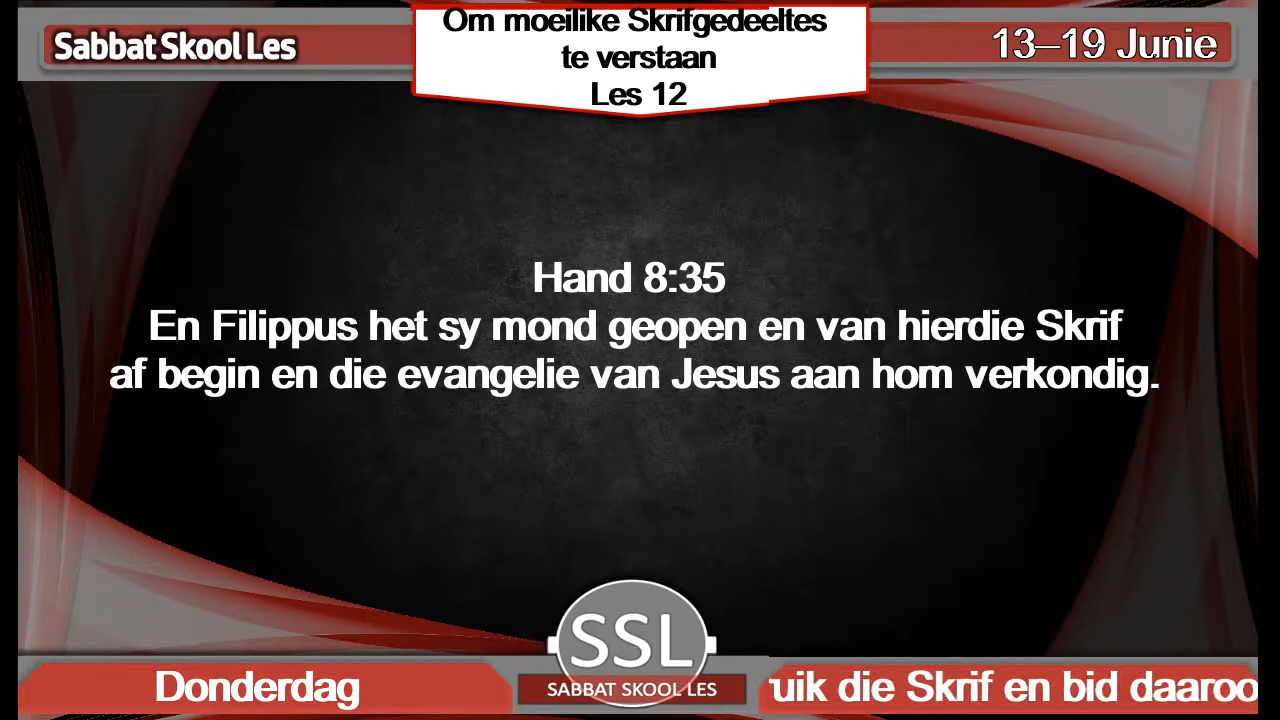 Sabbat Skool Les
Om moeilike Skrifgedeeltes
te verstaan
Les 12
13–19 Junie
Hand 8:35
En Filippus het sy mond geopen en van hierdie Skrif
af begin en die evangelie van Jesus aan hom verkondig.
SSL
SABBAT SKOOL LES
Donderdag
die Skrif en bid